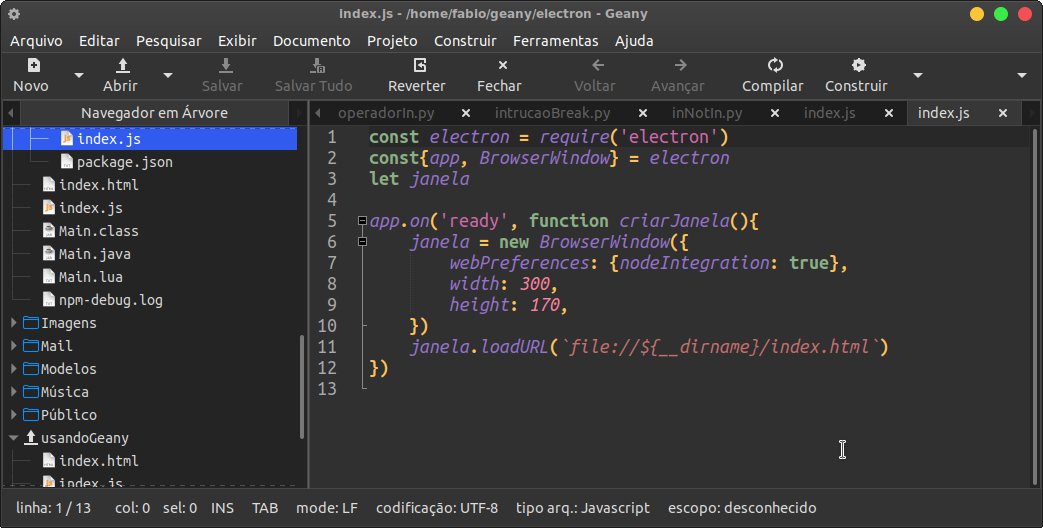 index.js - /home/fabio/geany/electron - Geany
Arquivo Editar Pesquisar Exibir Documento Projeto Construir Ferramentas Ajuda
Novo Abrir Salvar Salvar Tudo Reverter Fechar Voltar Avançar Compilar Construir
Navegador em Árvore
operadorIn.py intrucaoBreak.py inNotIn.py index.js index.js
index.js
package.json
index.html
index.js
Main.class
Main.java
Main.lua
npm-debug.log
Imagens
Mail
Modelos
Música
Público
usandoGeany
index.html
index.js
1 const electron = require('electron')
2 const{app, BrowserWindow} = electron
3 let janela
4
5 app.on('ready', function criarJanela(){
6 janela = new BrowserWindow({
7 webPreferences: {nodeIntegration: true},
8 width: 300,
9 height: 170,
10 })
11 janela.loadURL(`file://${__dirname}/index.html`)
12 })
13
linha: 1 / 13 col: 0 sel: 0 INS TAB mode: LF codificação: UTF-8 tipo arq.: Javascript escopo: desconhecido